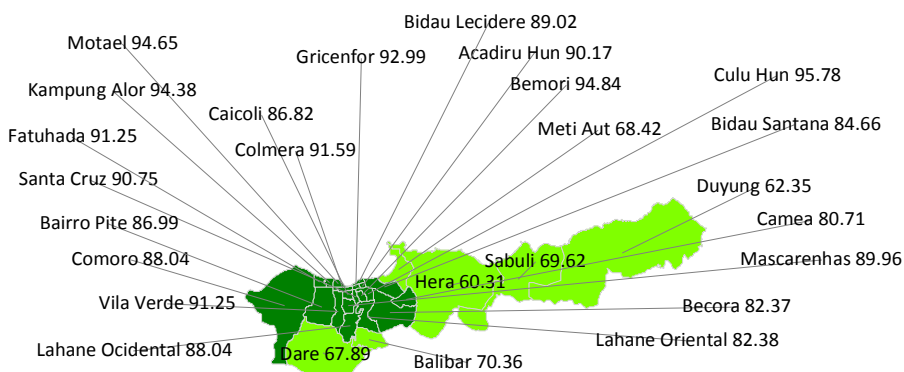 Bidau Lecidere 89.02
Motael 94.65
Gricenfor 92.99
Acadiru Hun 90.17
Culu Hun 95.78
Bemori 94.84
Kampung Alor 94.38
Caicoli 86.82
Meti Aut 68.42
Bidau Santana 84.66
Fatuhada 91.25
Colmera 91.59
Santa Cruz 90.75
Duyung 62.35
Bairro Pite 86.99
Camea 80.71
Comoro 88.04
Sabuli 69.62
Mascarenhas 89.96
Hera 60.31
Vila Verde 91.25
Becora 82.37
Lahane Ocidental 88.04
Dare 67.89
Balibar 70.36
Lahane Oriental 82.38